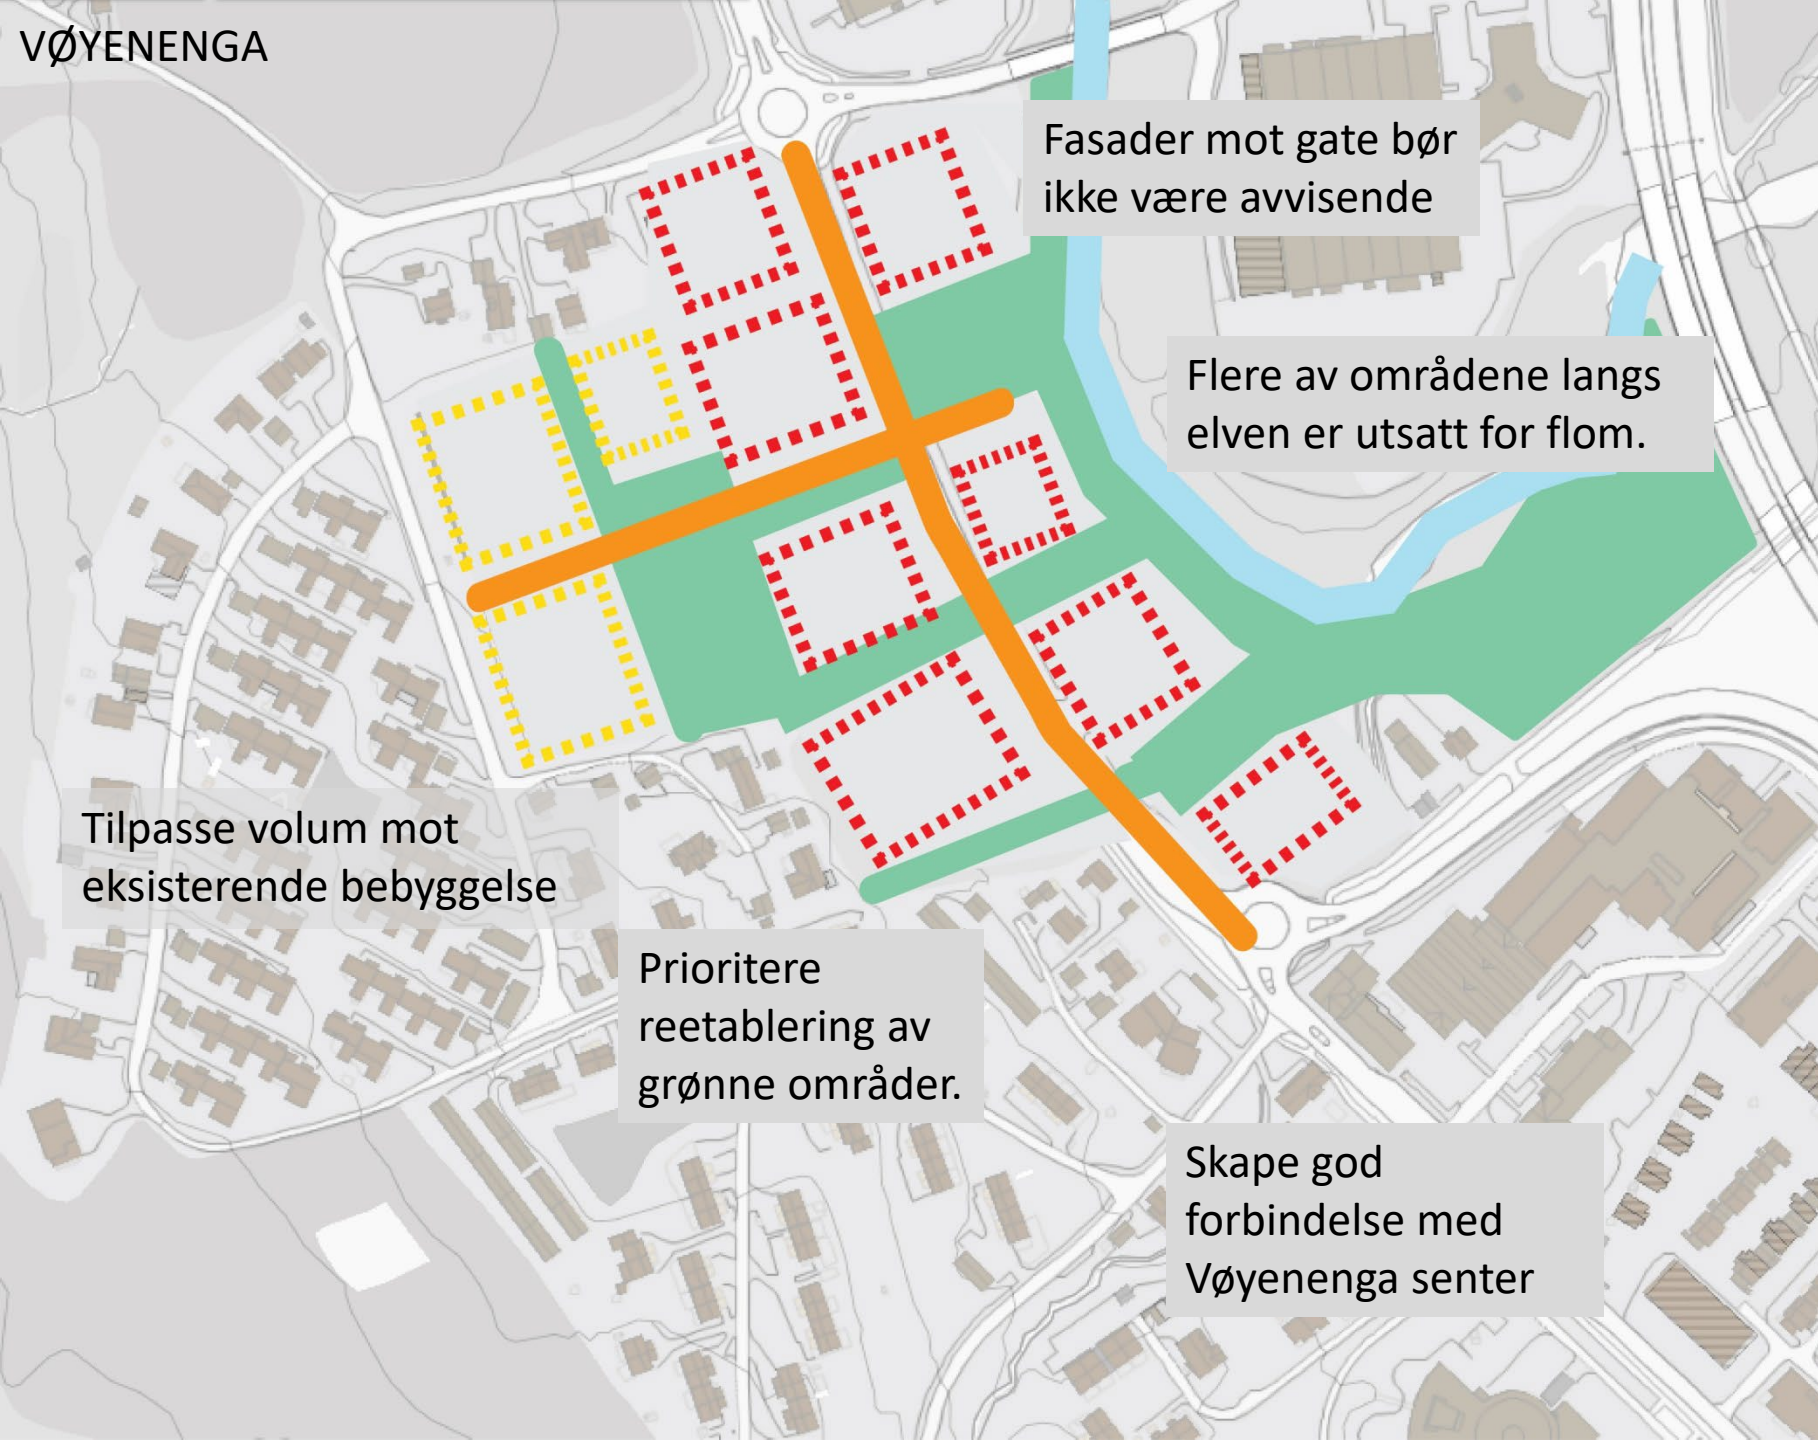 VØYENENGA
Fasader mot gate bør
ikke være avvisende
Flere av områdene langs
elven er utsatt for flom.
Tilpasse volum mot
eksisterende bebyggelse
Prioritere
reetablering av
grønne områder.
Skape god
forbindelse med
Vøyenenga senter